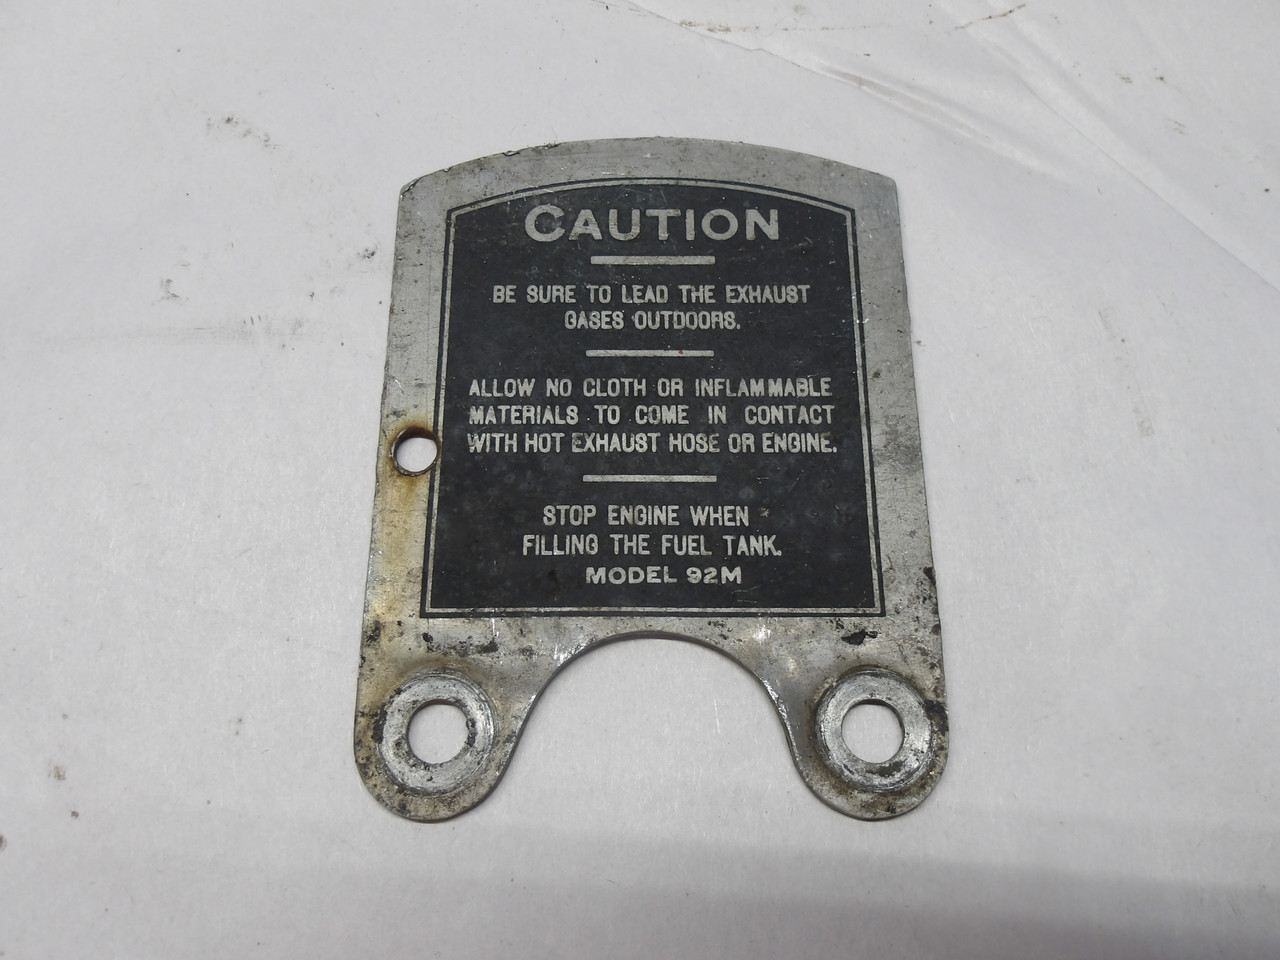 CAUTION
BE SURE TO LEAD THE EXHAUST
GASES OUTDOORS.
ALLOW NO CLOTH OR INFLAMMABLE
MATERIALS TO COME IN CONTACT
WITH HOT EXHAUST HOSE OR ENGINE.
STOP ENGINE WHEN
FILLING THE FUEL TANK.
MODEL 92M